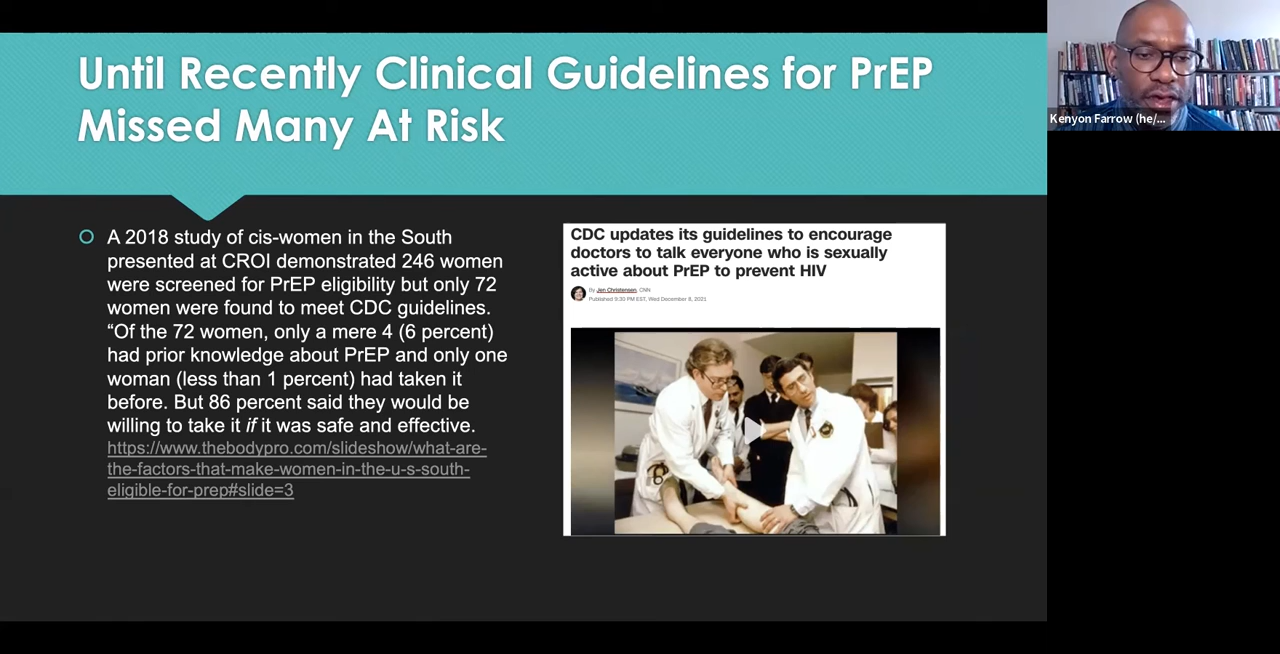 Until Recently Clinical Guidelines for PrEP
Missed Many At Risk
A 2018 study of cis-women in the South
presented at CROI demonstrated 246 women
were screened for PrEP eligibility but only 72
women were found to meet CDC guidelines.
“Of the 72 women, only a mere 4 (6 percent)
had prior knowledge about PrEP and only one
woman (less than 1 percent) had taken it
before. But 86 percent said they would be
willing to take it if it was safe and effective.
https://www.thebodypro.com/slideshow/what-are-
the-factors-that-make-women-in-the-u-s-south-
eligible-for-prep#slide=3
CDC updates its guidelines to encourage
doctors to talk everyone who is sexually
active about PrEP to prevent HIV
By Jen Christensen, CNN
Published 9:30 PM EST, Wed December 8, 2021
Kenyon Farrow (he/...